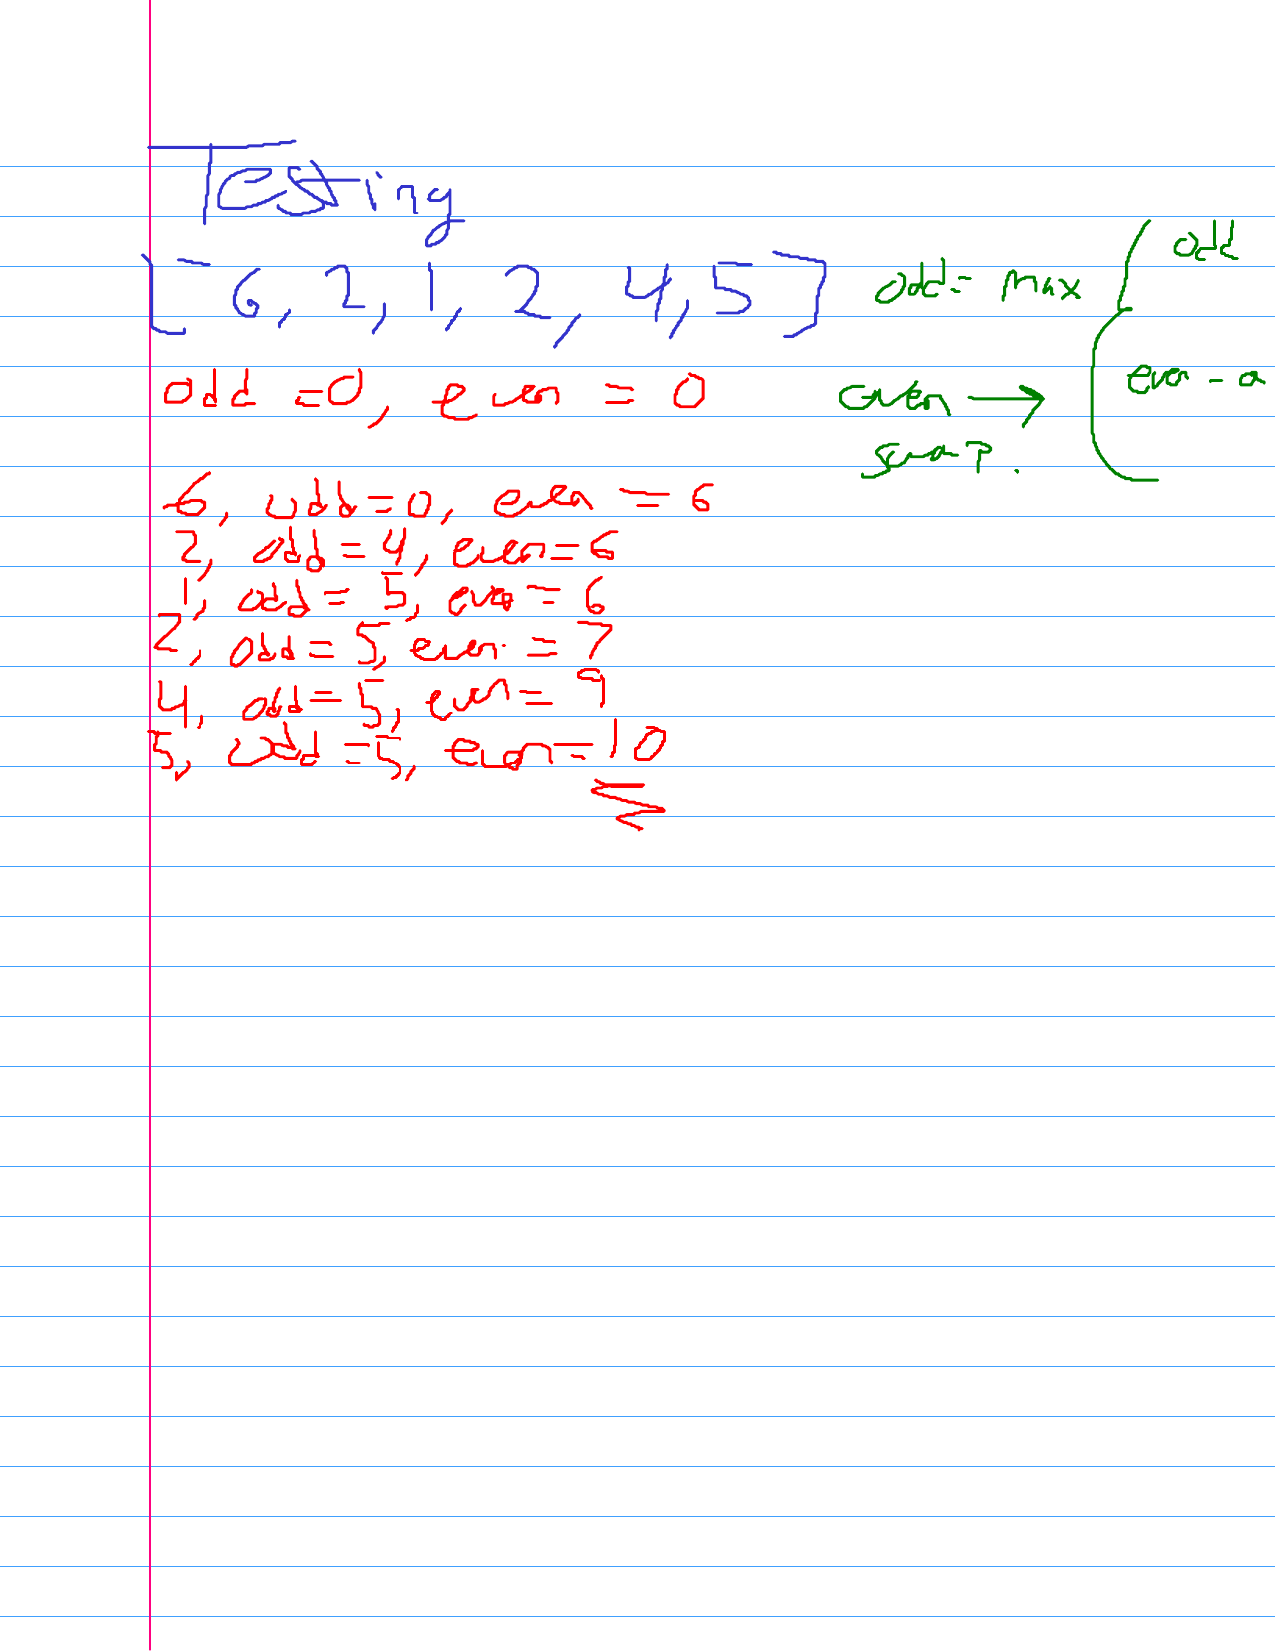 Testing
[6, 2, 1, 2, 4, 5]
odd = max ( odd
even - a
even → swap.
odd = 0, even = 0
6, odd = 0, even = 6
2, odd = 4, even = 6
1, odd = 5, even = 6
2, odd = 5, even = 7
4, odd = 5, even = 9
5, odd = 5, even = 10